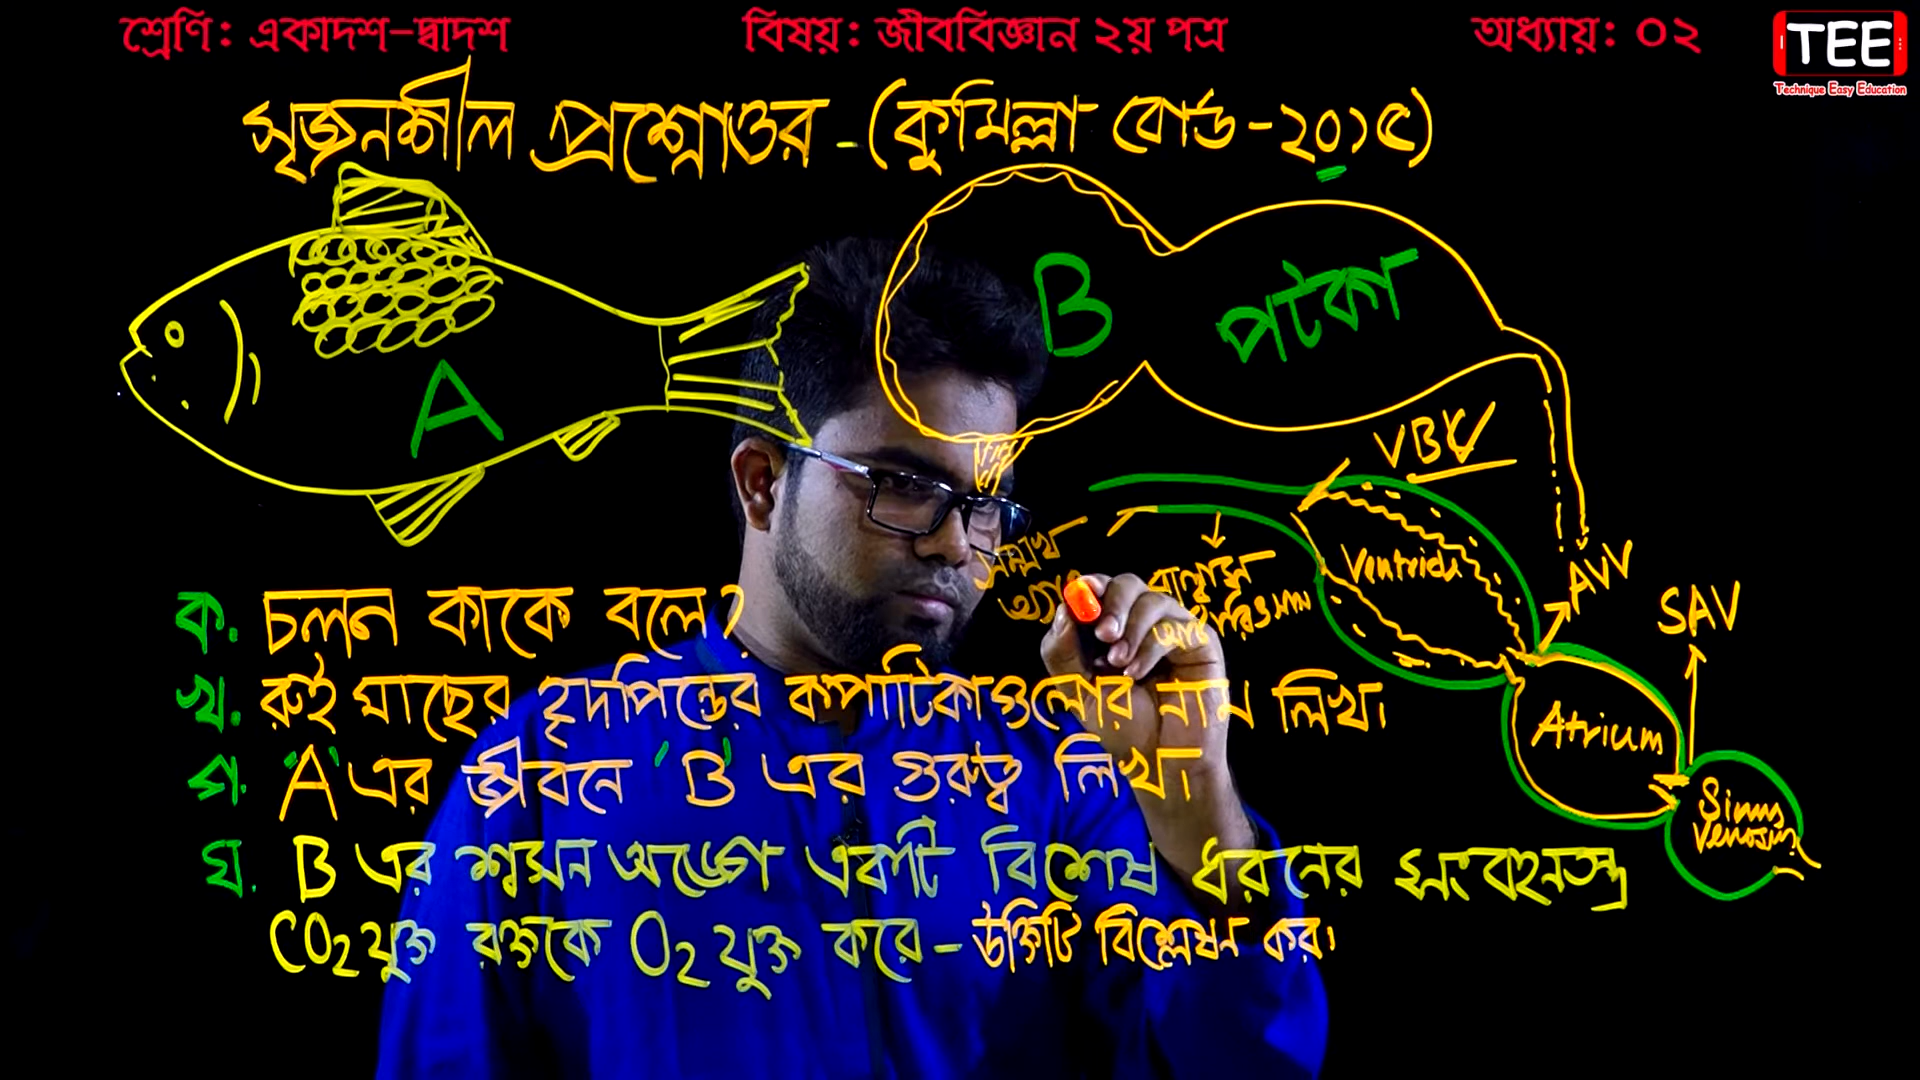 শ্রেণি: একাদশ-দ্বাদশ
বিষয়: জীববিজ্ঞান ২য় পত্র
অধ্যায়: ০২
TEE
Technique Easy Education
সৃজনশীল প্রশ্নোত্তর - (কুমিল্লা বোর্ড-২০১৫)
A
B
পটকা
VBV
সম্মুখ
বাল্বাস
Ventricle
AVV
SAV
Atrium
Sinus
Venosus
ক. চলন কাকে বলে?
খ. রুই মাছের হৃদপিন্ডের কপাটিকাগুলোর নাম লিখ।
গ. 'A' এর জীবনে 'B' এর গুরুত্ব লিখ।
ঘ. B এর শ্বসন অঙ্গে একটি বিশেষ ধরনের সংবহনতন্ত্র
CO2 যুক্ত রক্তকে O2 যুক্ত করে - উক্তিটি বিশ্লেষন কর।